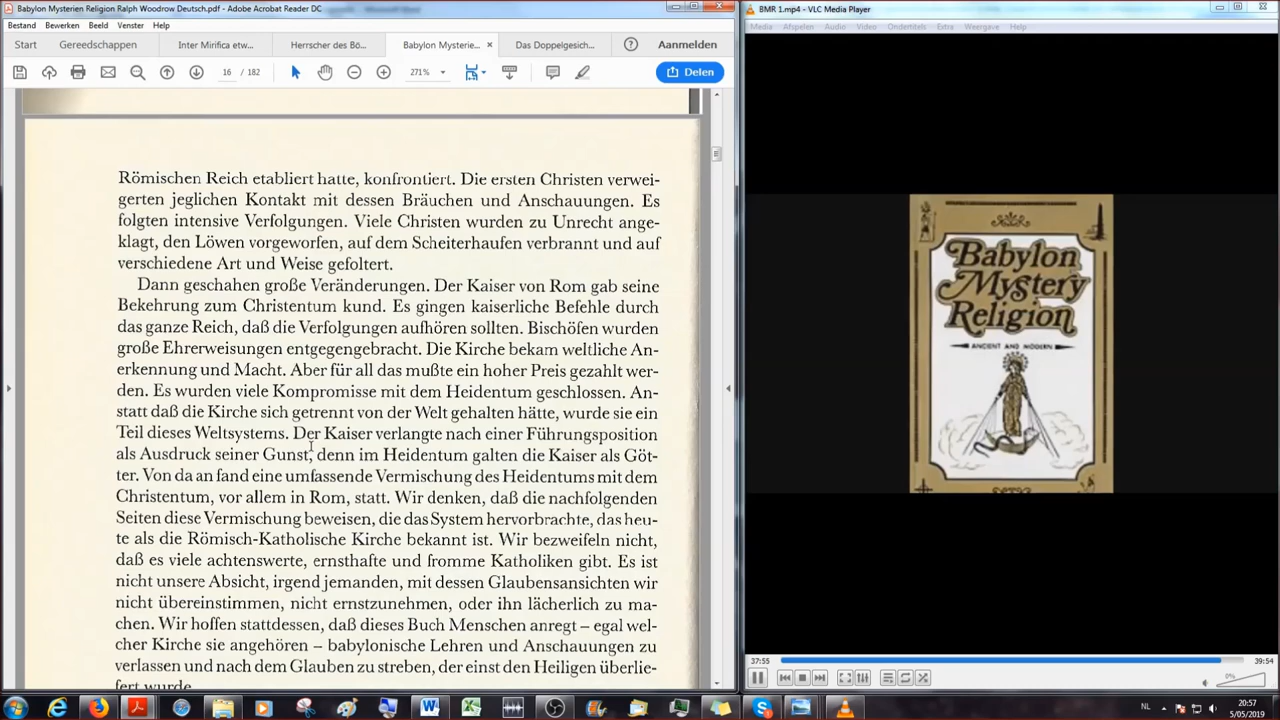 Babylon Mysterien Religion Ralph Woodrow Deutsch.pdf - Adobe Acrobat Reader DC
Bestand Bewerken Beeld Venster Help
Start Gereedschappen Inter Mirifica etw... Herrscher des Bö... Babylon Mysterie... × Das Doppelgesich... Aanmelden
16 / 182 271% Delen
Römischen Reich etabliert hatte, konfrontiert. Die ersten Christen verwei-
gerten jeglichen Kontakt mit dessen Bräuchen und Anschauungen. Es
folgten intensive Verfolgungen. Viele Christen wurden zu Unrecht ange-
klagt, den Löwen vorgeworfen, auf dem Scheiterhaufen verbrannt und auf
verschiedene Art und Weise gefoltert.
Dann geschahen große Veränderungen. Der Kaiser von Rom gab seine
Bekehrung zum Christentum kund. Es gingen kaiserliche Befehle durch
das ganze Reich, daß die Verfolgungen aufhören sollten. Bischöfen wurden
große Ehrerweisungen entgegengebracht. Die Kirche bekam weltliche An-
erkennung und Macht. Aber für all das mußte ein hoher Preis gezahlt wer-
den. Es wurden viele Kompromisse mit dem Heidentum geschlossen. An-
statt daß die Kirche sich getrennt von der Welt gehalten hätte, wurde sie ein
Teil dieses Weltsystems. Der Kaiser verlangte nach einer Führungsposition
als Ausdruck seiner Gunst, denn im Heidentum galten die Kaiser als Göt-
ter. Von da an fand eine umfassende Vermischung des Heidentums mit dem
Christentum, vor allem in Rom, statt. Wir denken, daß die nachfolgenden
Seiten diese Vermischung beweisen, die das System hervorbrachte, das heu-
te als die Römisch-Katholische Kirche bekannt ist. Wir bezweifeln nicht,
daß es viele achtenswerte, ernsthafte und fromme Katholiken gibt. Es ist
nicht unsere Absicht, irgend jemanden, mit dessen Glaubensansichten wir
nicht übereinstimmen, nicht ernstzunehmen, oder ihn lächerlich zu ma-
chen. Wir hoffen stattdessen, daß dieses Buch Menschen anregt – egal wel-
cher Kirche sie angehören – babylonische Lehren und Anschauungen zu
verlassen und nach dem Glauben zu streben, der einst den Heiligen überlie-
fert wurde.
BMR 1.mp4 - VLC Media Player
Media Afspelen Audio Video Ondertitels Extra Weergave Help
Babylon
Mystery
Religion
ANCIENT AND MODERN
37:55 39:54
0%
NL 20:57
5/05/2019